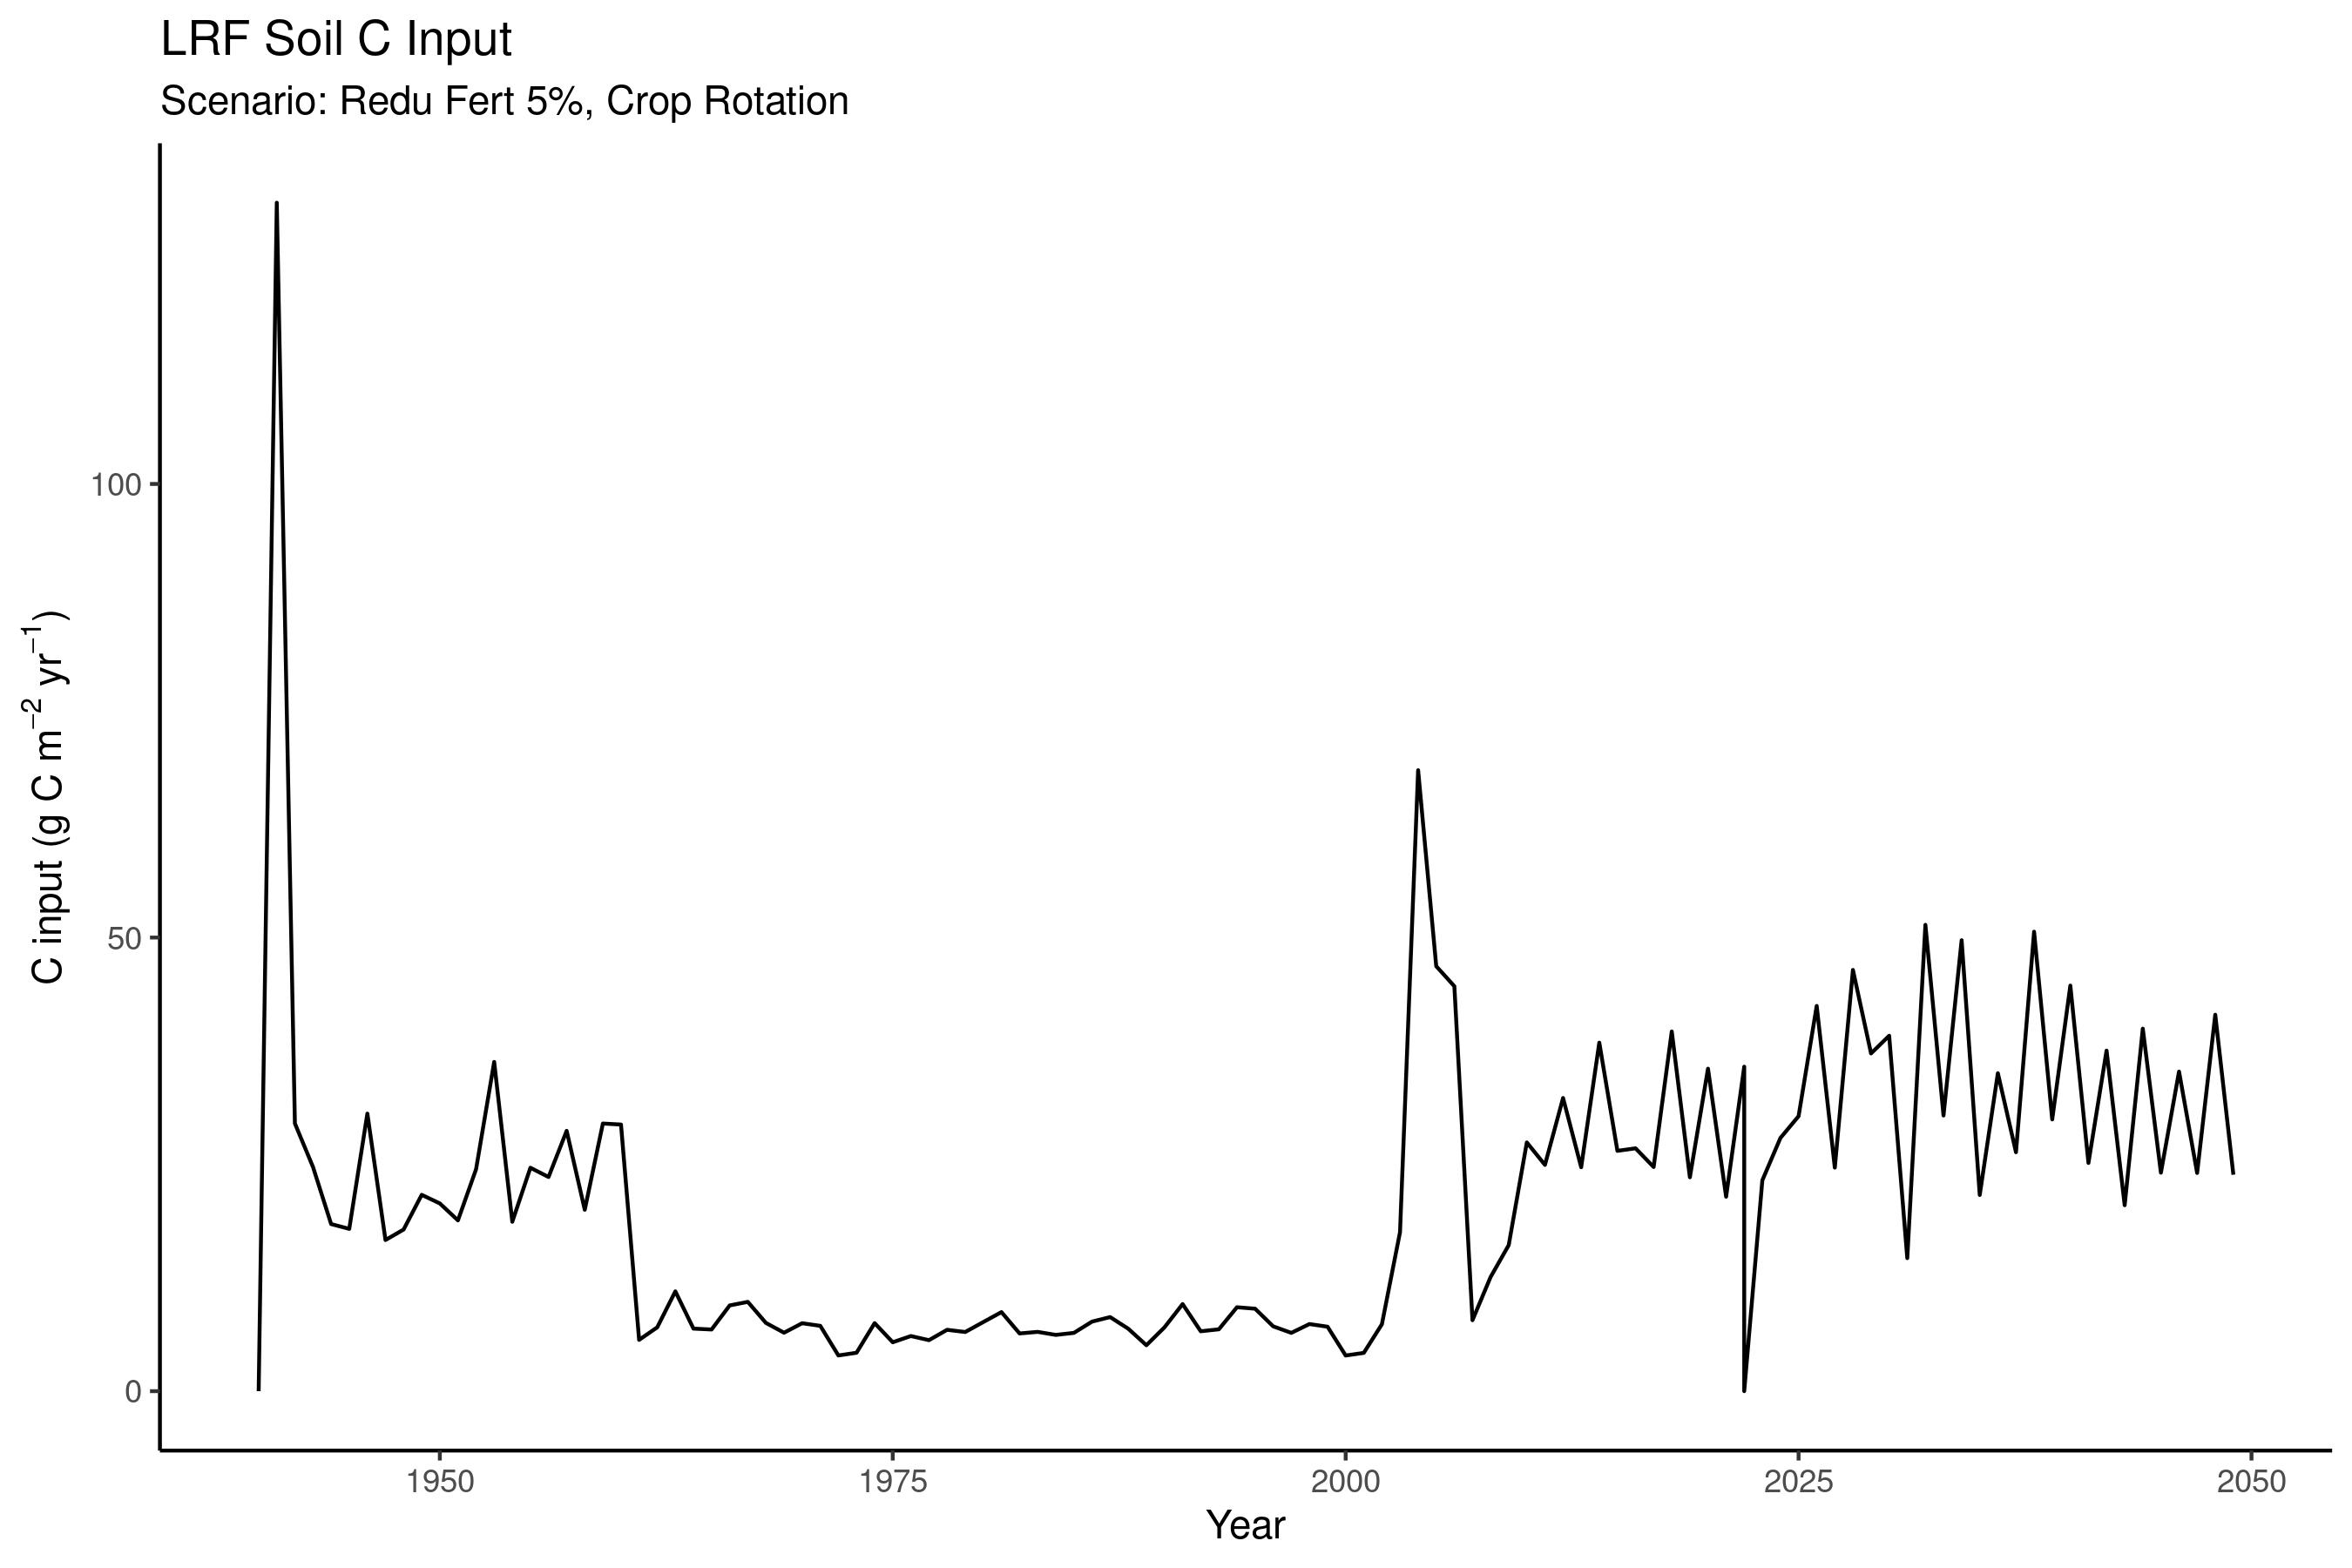 LRF Soil C Input
Scenario: Redu Fert 5%, Crop Rotation
C input (g C m⁻² yr⁻¹)
100
50
0
1950 1975 2000 2025 2050
Year